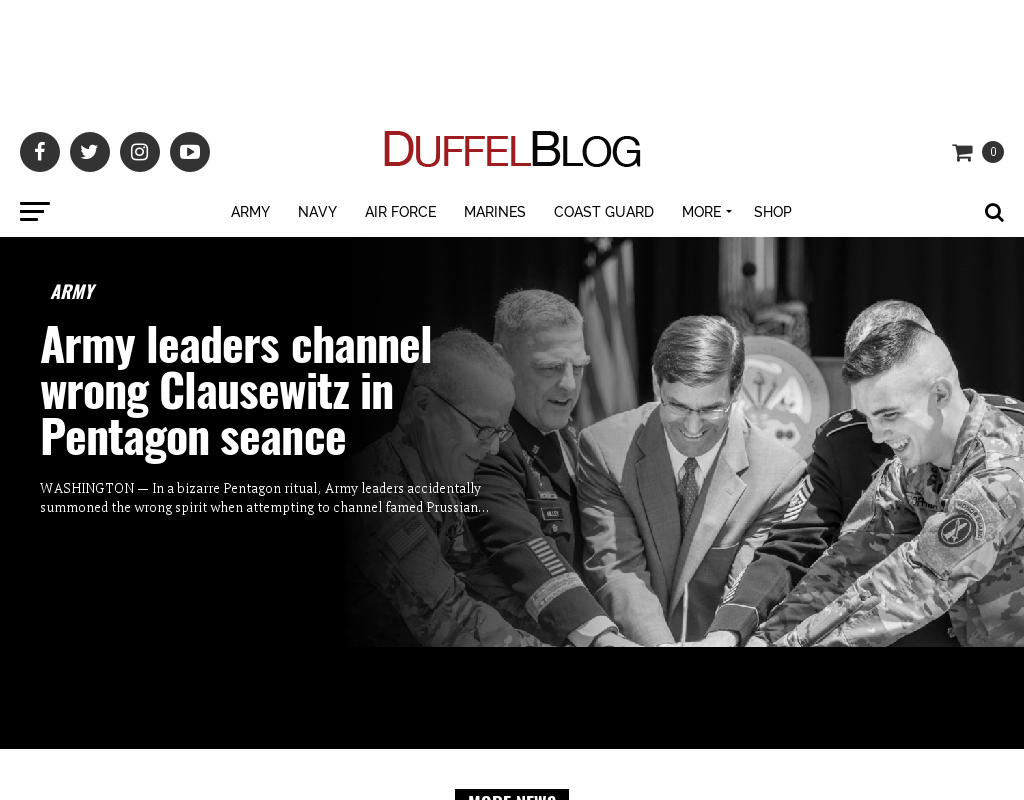 DUFFELBLOG
0
ARMY NAVY AIR FORCE MARINES COAST GUARD MORE SHOP
ARMY
Army leaders channel
wrong Clausewitz in
Pentagon seance
WASHINGTON — In a bizarre Pentagon ritual, Army leaders accidentally
summoned the wrong spirit when attempting to channel famed Prussian...
MORE NEWS